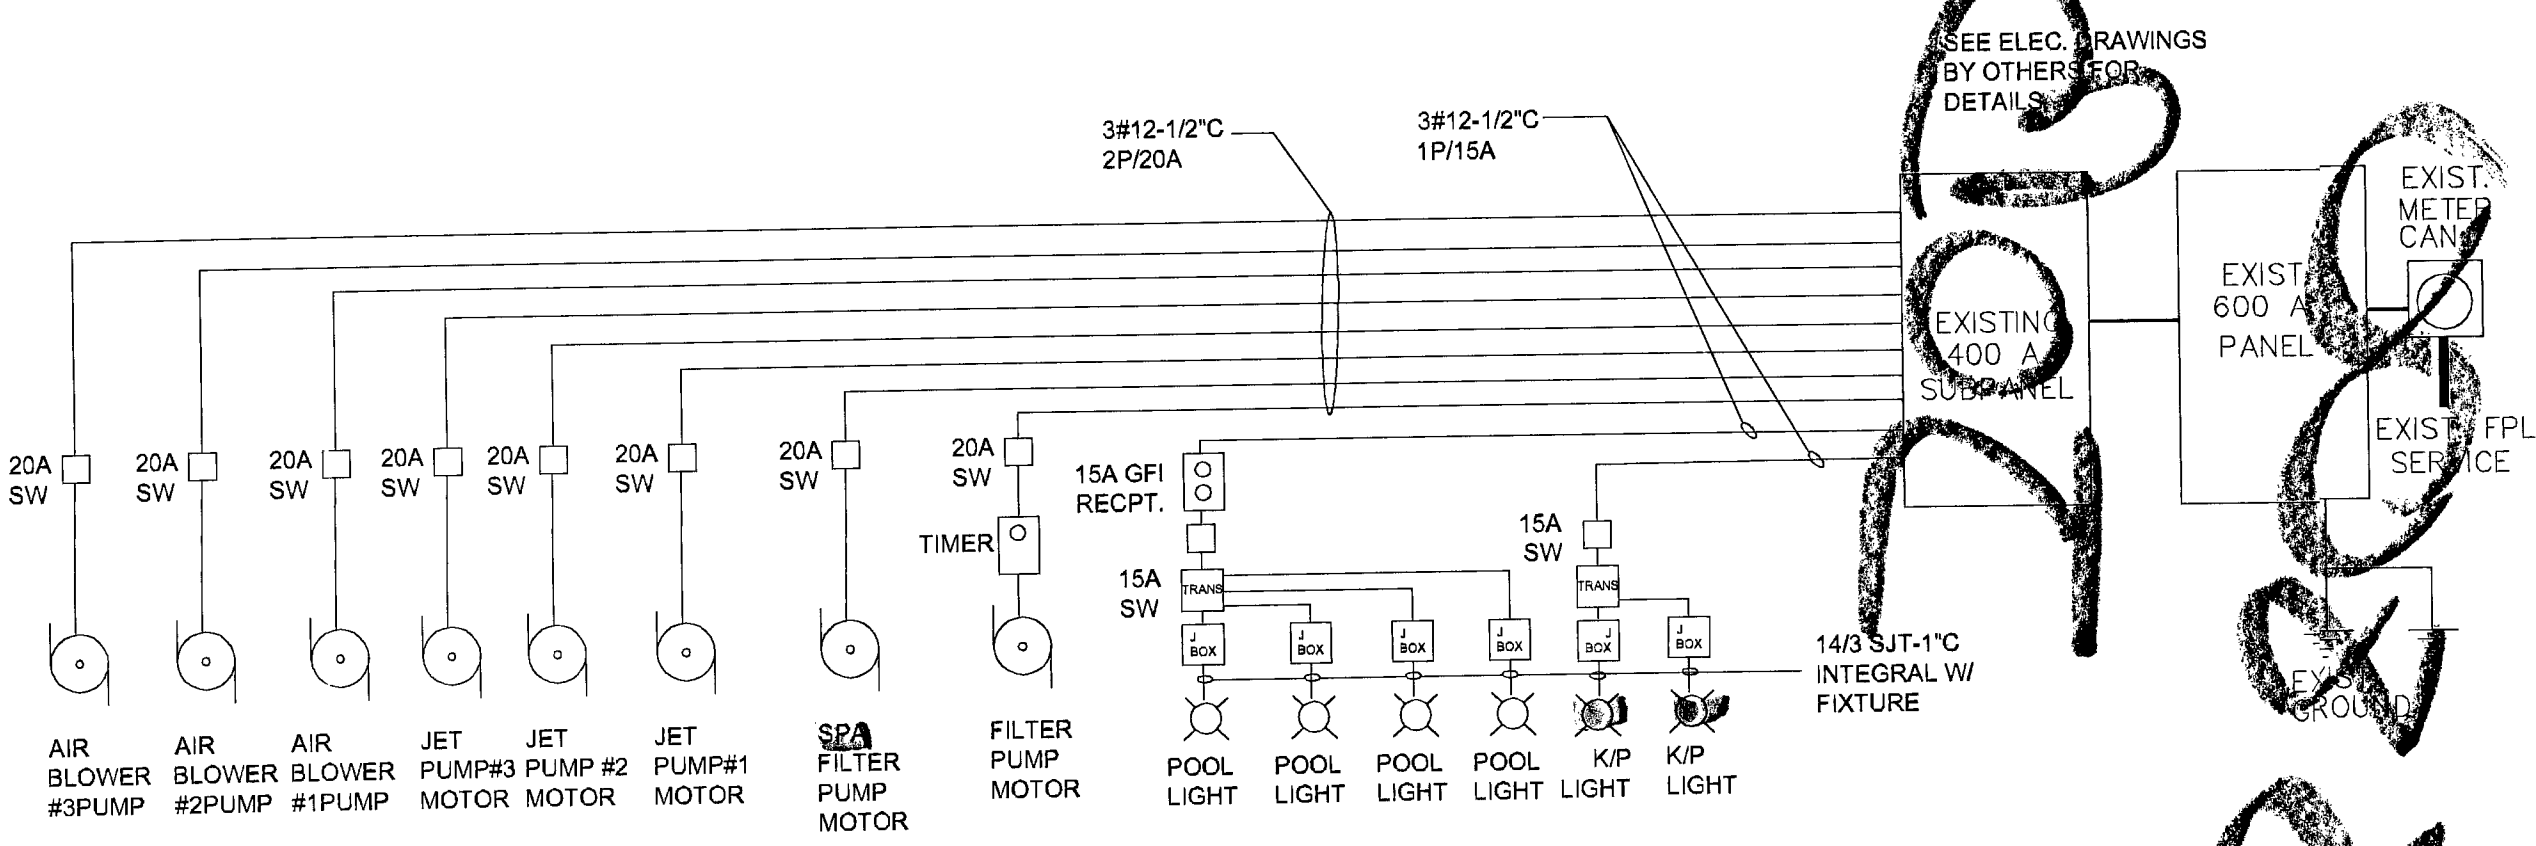 SEE ELEC. DRAWINGS
BY OTHERS FOR
DETAILS
3#12-1/2"C
2P/20A
3#12-1/2"C
1P/15A
EXIST.
METER
CAN
EXIST
600 A
PANEL
EXISTING
400 A
SUBPANEL
EXIST FPL
SERVICE
20A
SW
20A
SW
20A
SW
20A
SW
20A
SW
20A
SW
20A
SW
20A
SW
TIMER
15A GFI
RECPT.
15A
SW
TRANS
15A
SW
TRANS
J
BOX
J
BOX
J
BOX
J
BOX
J
BOX
J
BOX
14/3 SJT-1"C
INTEGRAL W/
FIXTURE
EXIST
GROUND
AIR
BLOWER
#3PUMP
AIR
BLOWER
#2PUMP
AIR
BLOWER
#1PUMP
JET
PUMP#3
MOTOR
JET
PUMP #2
MOTOR
JET
PUMP#1
MOTOR
SPA
FILTER
PUMP
MOTOR
FILTER
PUMP
MOTOR
POOL
LIGHT
POOL
LIGHT
POOL
LIGHT
POOL
LIGHT
K/P
LIGHT
K/P
LIGHT